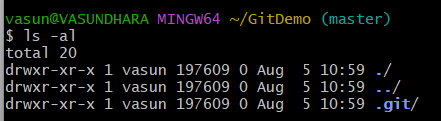 vasun@VASUNDHARA MINGW64 ~/GitDemo (master)
$ ls -al
total 20
drwxr-xr-x 1 vasun 197609 0 Aug  5 10:59 ./
drwxr-xr-x 1 vasun 197609 0 Aug  5 10:59 ../
drwxr-xr-x 1 vasun 197609 0 Aug  5 10:59 .git/